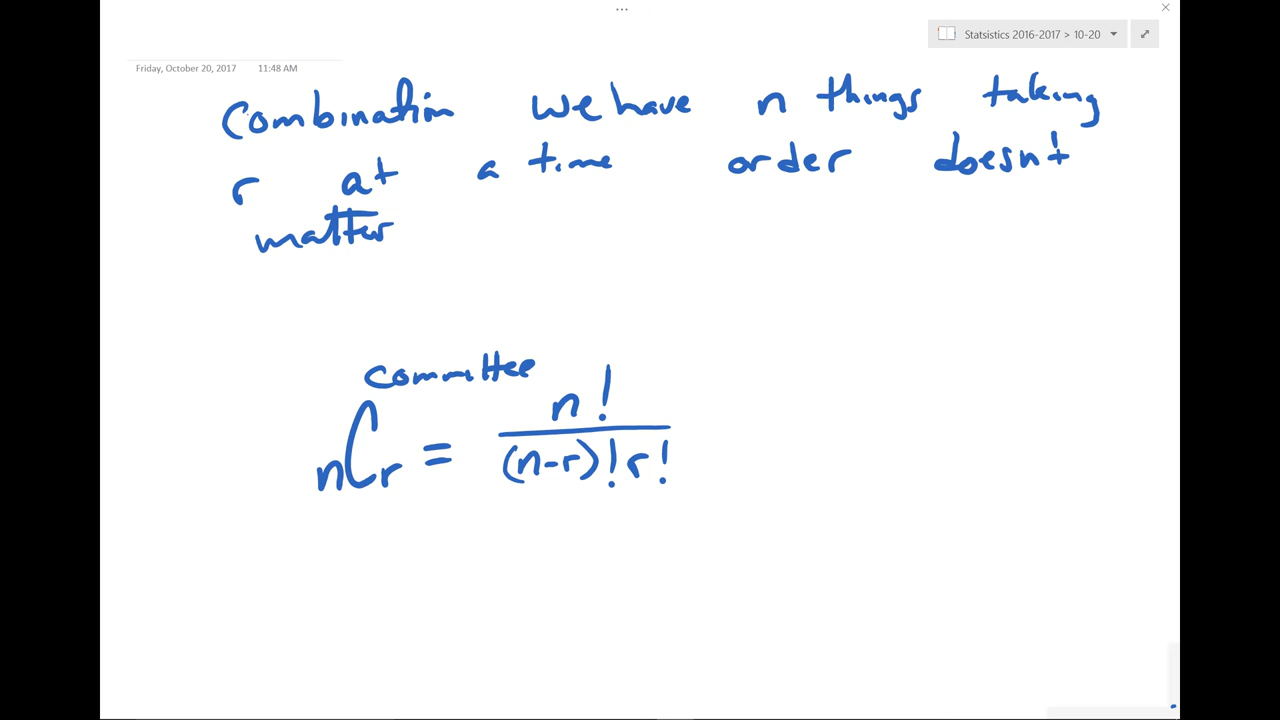 ...
Statsistics 2016-2017 > 10-20
Friday, October 20, 2017 11:48 AM
Combination we have n things taking
r at a time order doesn't
matter
committee
nCr = n! / (n-r)! r!